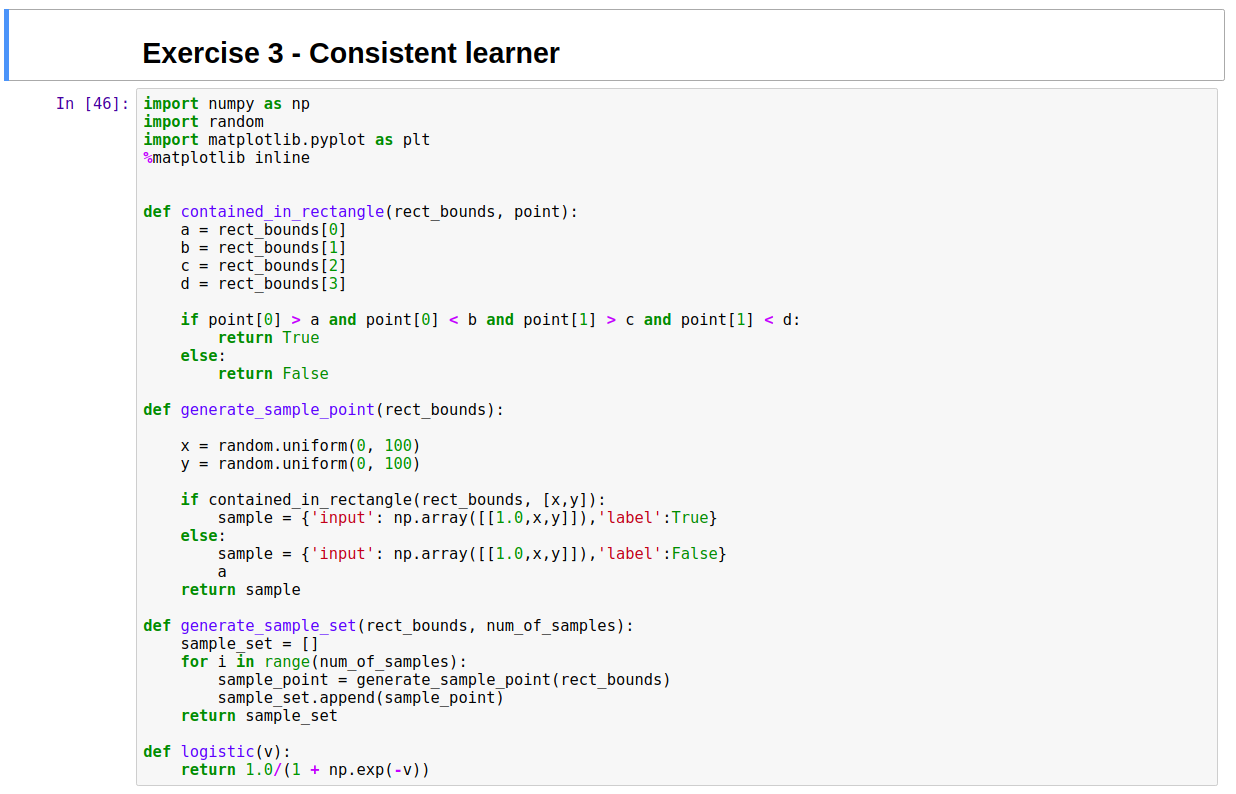 Exercise 3 - Consistent learner
In [46]:
import numpy as np
import random
import matplotlib.pyplot as plt
%matplotlib inline
def contained_in_rectangle(rect_bounds, point):
    a = rect_bounds[0]
    b = rect_bounds[1]
    c = rect_bounds[2]
    d = rect_bounds[3]
    if point[0] > a and point[0] < b and point[1] > c and point[1] < d:
        return True
    else:
        return False
def generate_sample_point(rect_bounds):
    x = random.uniform(0, 100)
    y = random.uniform(0, 100)
    if contained_in_rectangle(rect_bounds, [x,y]):
        sample = {'input': np.array([[1.0,x,y]]),'label':True}
    else:
        sample = {'input': np.array([[1.0,x,y]]),'label':False}
        a
    return sample
def generate_sample_set(rect_bounds, num_of_samples):
    sample_set = []
    for i in range(num_of_samples):
        sample_point = generate_sample_point(rect_bounds)
        sample_set.append(sample_point)
    return sample_set
def logistic(v):
    return 1.0/(1 + np.exp(-v))